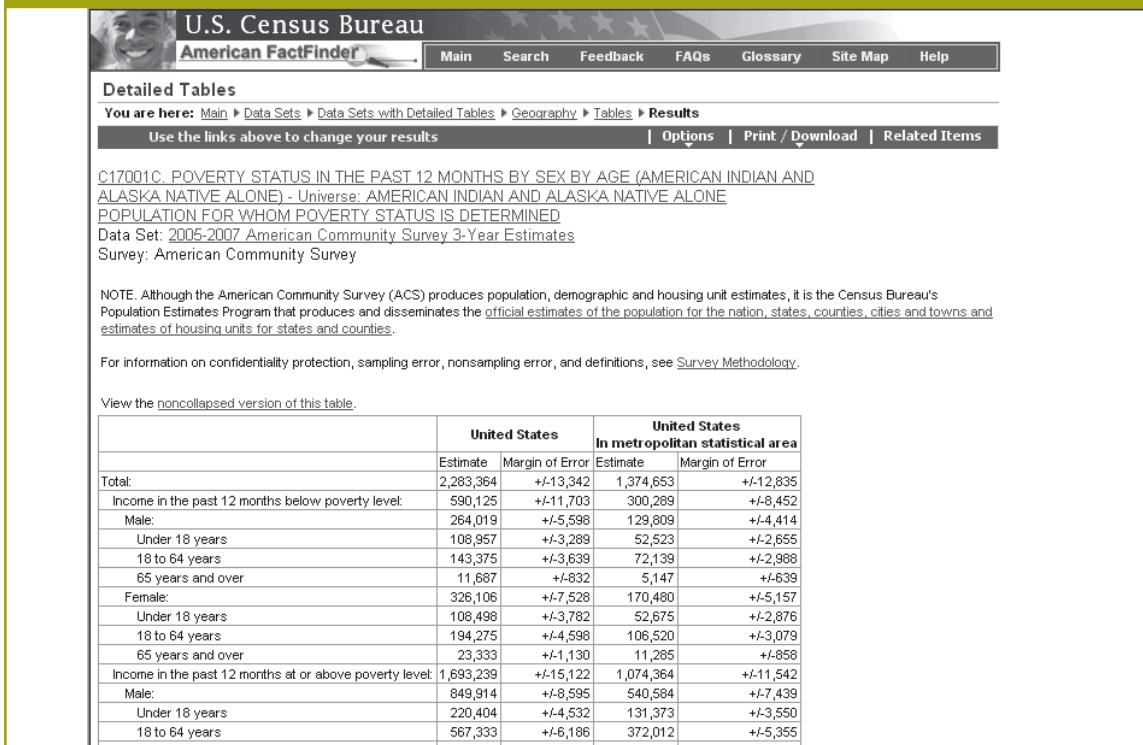 U.S. Census Bureau
American FactFinder
Main Search Feedback FAQs Glossary Site Map Help
Detailed Tables
You are here: Main ▶ Data Sets ▶ Data Sets with Detailed Tables ▶ Geography ▶ Tables ▶ Results
Use the links above to change your results | Options | Print / Download | Related Items
C17001C. POVERTY STATUS IN THE PAST 12 MONTHS BY SEX BY AGE (AMERICAN INDIAN AND
ALASKA NATIVE ALONE) - Universe: AMERICAN INDIAN AND ALASKA NATIVE ALONE
POPULATION FOR WHOM POVERTY STATUS IS DETERMINED
Data Set: 2005-2007 American Community Survey 3-Year Estimates
Survey: American Community Survey
NOTE. Although the American Community Survey (ACS) produces population, demographic and housing unit estimates, it is the Census Bureau's
Population Estimates Program that produces and disseminates the official estimates of the population for the nation, states, counties, cities and towns and
estimates of housing units for states and counties.
For information on confidentiality protection, sampling error, nonsampling error, and definitions, see Survey Methodology.
View the noncollapsed version of this table.
United States United States
In metropolitan statistical area
Estimate Margin of Error Estimate Margin of Error
Total: 2,283,364 +/-13,342 1,374,653 +/-12,835
Income in the past 12 months below poverty level: 590,125 +/-11,703 300,289 +/-8,452
Male: 264,019 +/-5,598 129,809 +/-4,414
Under 18 years 108,957 +/-3,289 52,523 +/-2,655
18 to 64 years 143,375 +/-3,639 72,139 +/-2,988
65 years and over 11,687 +/-832 5,147 +/-639
Female: 326,106 +/-7,528 170,480 +/-5,157
Under 18 years 108,498 +/-3,782 52,675 +/-2,876
18 to 64 years 194,275 +/-4,598 106,520 +/-3,079
65 years and over 23,333 +/-1,130 11,285 +/-858
Income in the past 12 months at or above poverty level: 1,693,239 +/-15,122 1,074,364 +/-11,542
Male: 849,914 +/-8,595 540,584 +/-7,439
Under 18 years 220,404 +/-4,532 131,373 +/-3,550
18 to 64 years 567,333 +/-6,186 372,012 +/-5,355